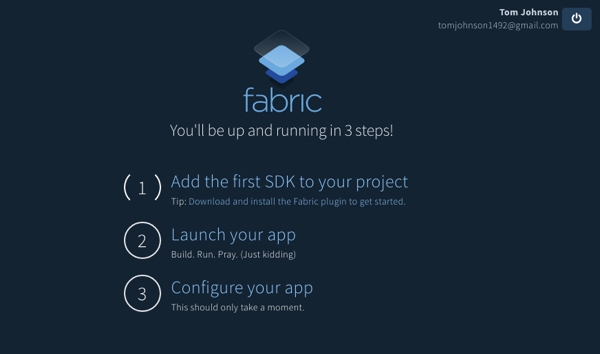 Tom Johnson
tomjohnson1492@gmail.com
fabric
You'll be up and running in 3 steps!
1 Add the first SDK to your project
Tip: Download and install the Fabric plugin to get started.
2 Launch your app
Build. Run. Pray. (Just kidding)
3 Configure your app
This should only take a moment.